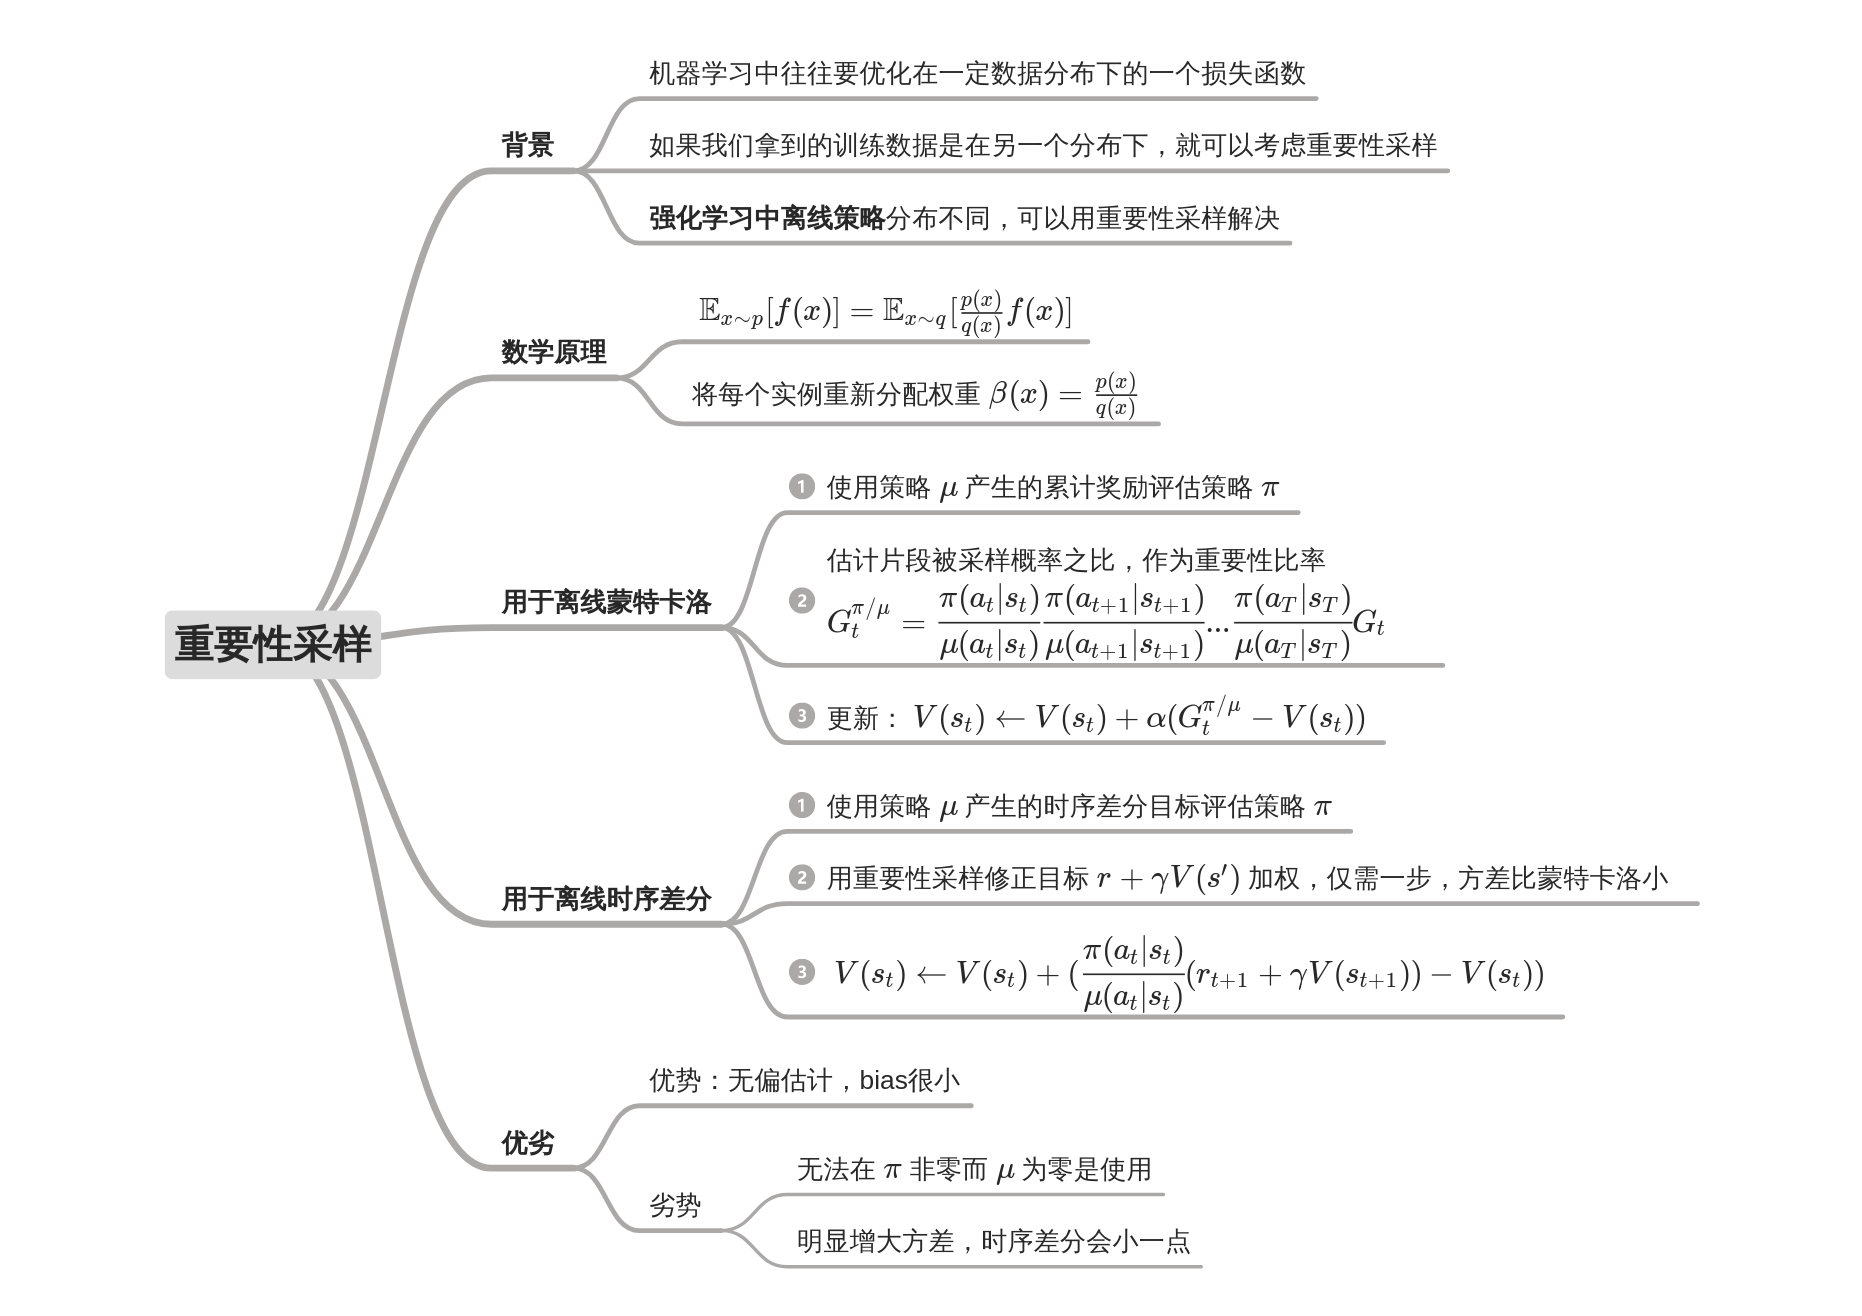 机器学习中往往要优化在一定数据分布下的一个损失函数
背景
如果我们拿到的训练数据是在另一个分布下，就可以考虑重要性采样
强化学习中离线策略分布不同，可以用重要性采样解决
数学原理
$\mathbb{E}_{x\sim p}[f(x)] = \mathbb{E}_{x\sim q}[\frac{p(x)}{q(x)}f(x)]$
将每个实例重新分配权重 $\beta(x) = \frac{p(x)}{q(x)}$
重要性采样
用于离线蒙特卡洛
1 使用策略 $\mu$ 产生的累计奖励评估策略 $\pi$
2 估计片段被采样概率之比，作为重要性比率
$G_t^{\pi/\mu} = \frac{\pi(a_t|s_t)}{\mu(a_t|s_t)}\frac{\pi(a_{t+1}|s_{t+1})}{\mu(a_{t+1}|s_{t+1})}...\frac{\pi(a_T|s_T)}{\mu(a_T|s_T)}G_t$
3 更新： $V(s_t) \leftarrow V(s_t) + \alpha(G_t^{\pi/\mu} - V(s_t))$
用于离线时序差分
1 使用策略 $\mu$ 产生的时序差分目标评估策略 $\pi$
2 用重要性采样修正目标 $r + \gamma V(s')$ 加权，仅需一步，方差比蒙特卡洛小
3 $V(s_t) \leftarrow V(s_t) + (\frac{\pi(a_t|s_t)}{\mu(a_t|s_t)}(r_{t+1} + \gamma V(s_{t+1})) - V(s_t))$
优劣
优势：无偏估计，bias很小
劣势
无法在 $\pi$ 非零而 $\mu$ 为零是使用
明显增大方差，时序差分会小一点